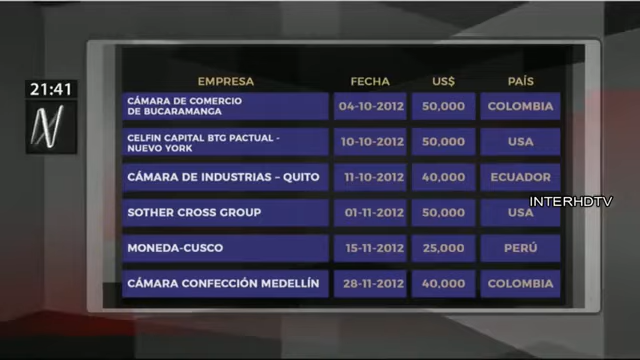 21:41
N
EMPRESA FECHA US$ PAÍS
CÁMARA DE COMERCIO
DE BUCARAMANGA 04-10-2012 50,000 COLOMBIA
CELFIN CAPITAL BTG PACTUAL -
NUEVO YORK 10-10-2012 50,000 USA
CÁMARA DE INDUSTRIAS – QUITO 11-10-2012 40,000 ECUADOR
INTERHDTV
SOTHER CROSS GROUP 01-11-2012 50,000 USA
MONEDA-CUSCO 15-11-2012 25,000 PERÚ
CÁMARA CONFECCIÓN MEDELLÍN 28-11-2012 40,000 COLOMBIA